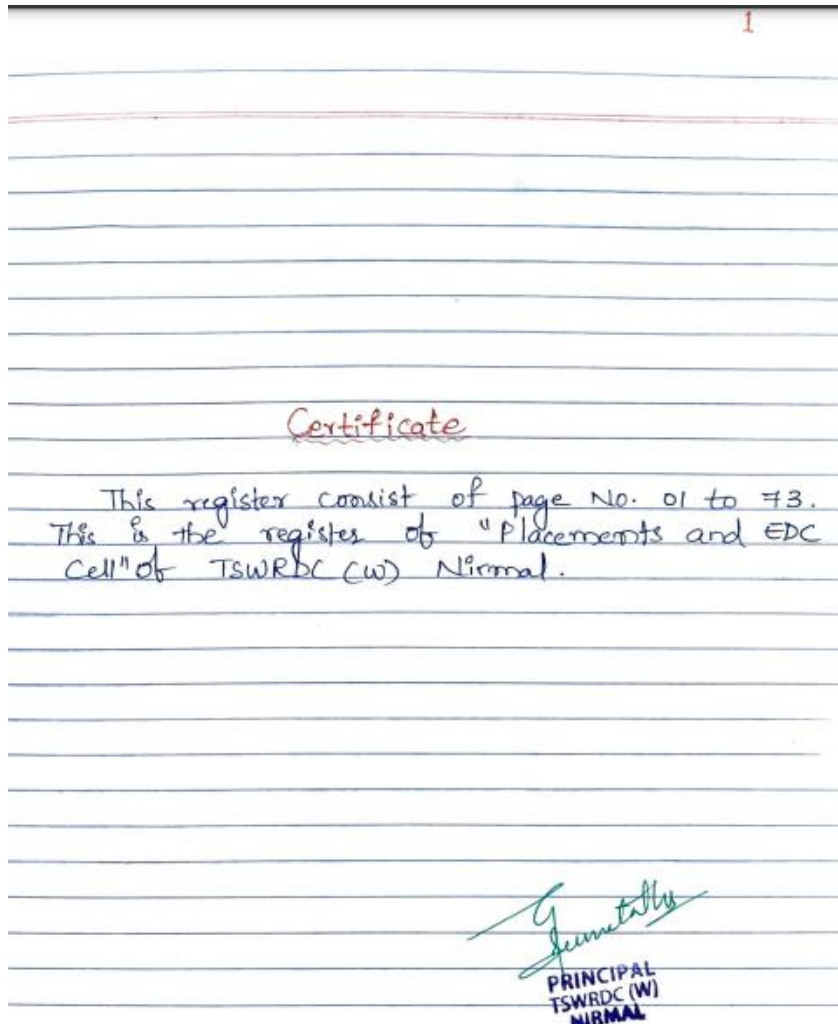 1
Certificate
This register consist of page No. 01 to 73.
This is the register of "Placements and EDC
Cell" of TSWRDC (W) Nirmal.
PRINCIPAL
TSWRDC (W)
NIRMAL